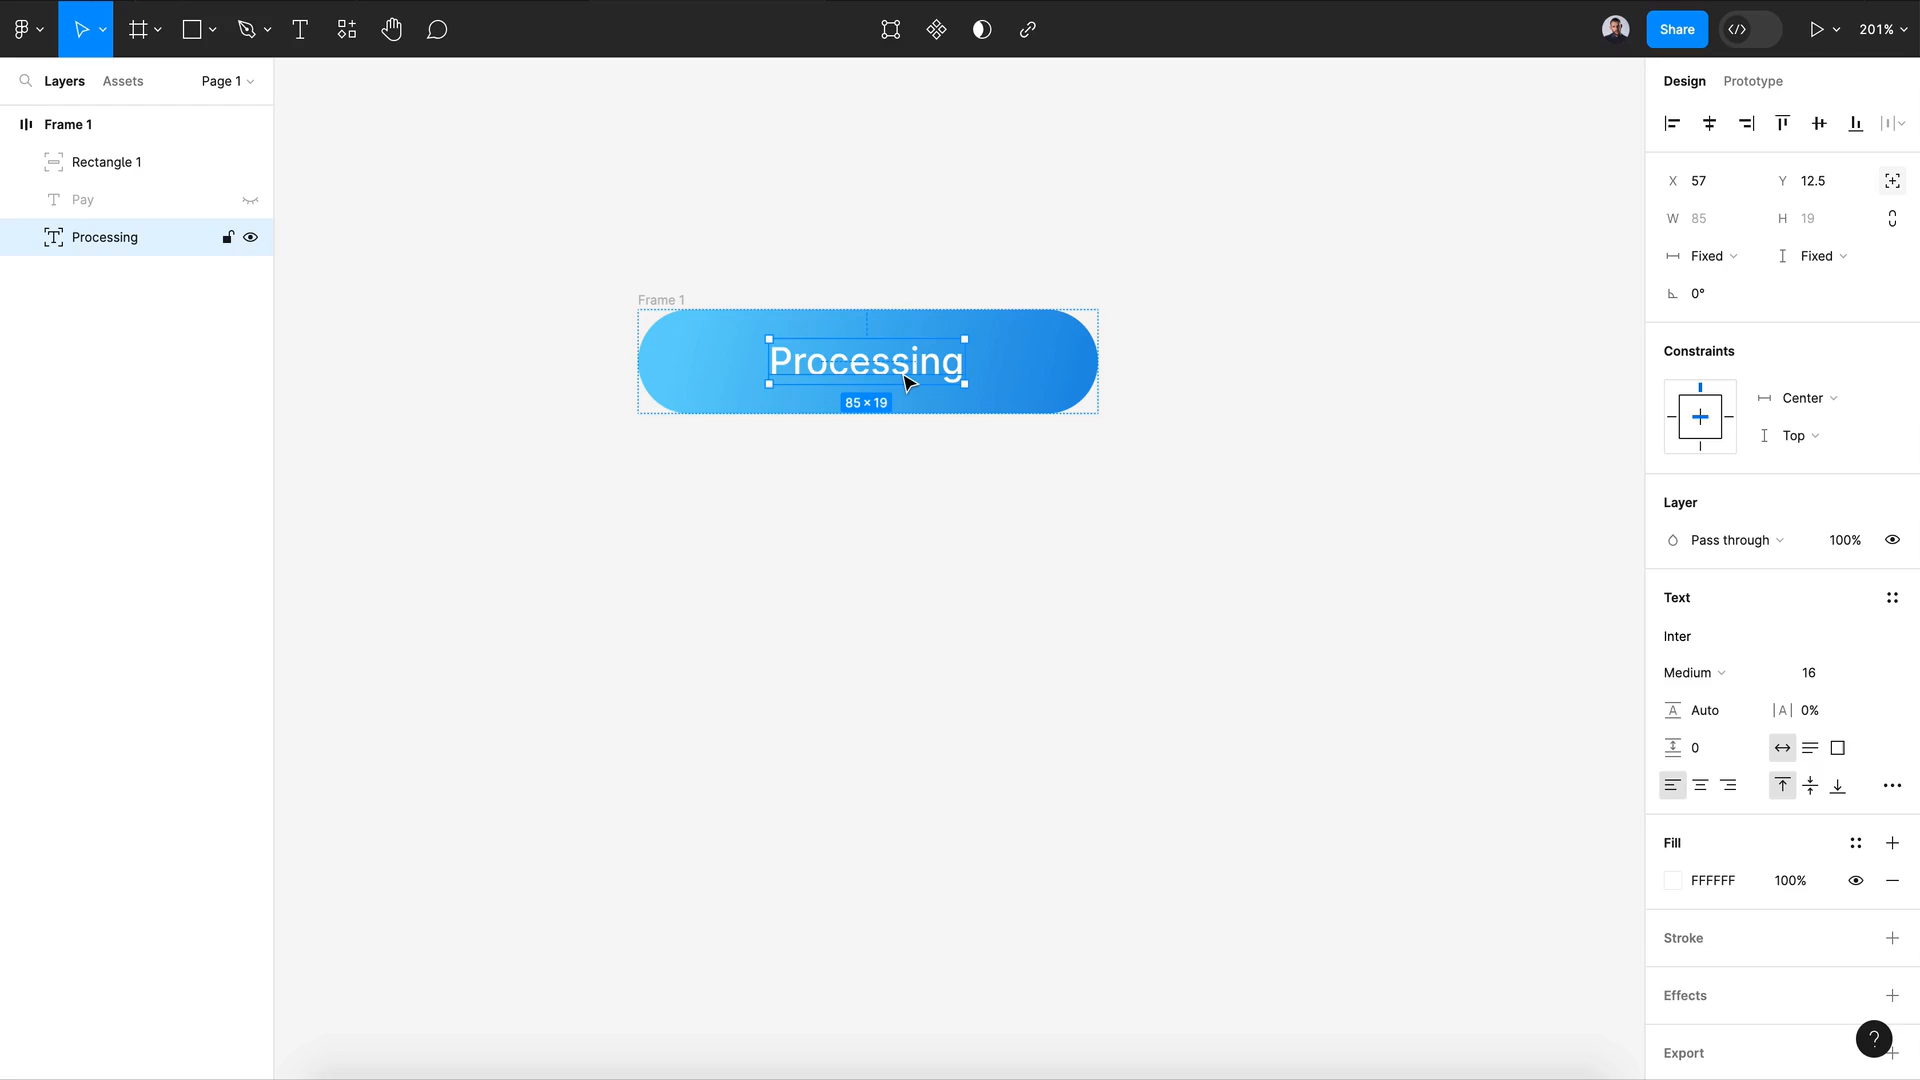 Share
201%
Layers
Assets
Page 1
Design
Prototype
Frame 1
Rectangle 1
Pay
Processing
Frame 1
Processing
85 × 19
X 57
Y 12.5
W 85
H 19
Fixed
Fixed
0°
Constraints
Center
Top
Layer
Pass through
100%
Text
Inter
Medium
16
Auto
0%
0
Fill
FFFFFF
100%
Stroke
Effects
Export
?